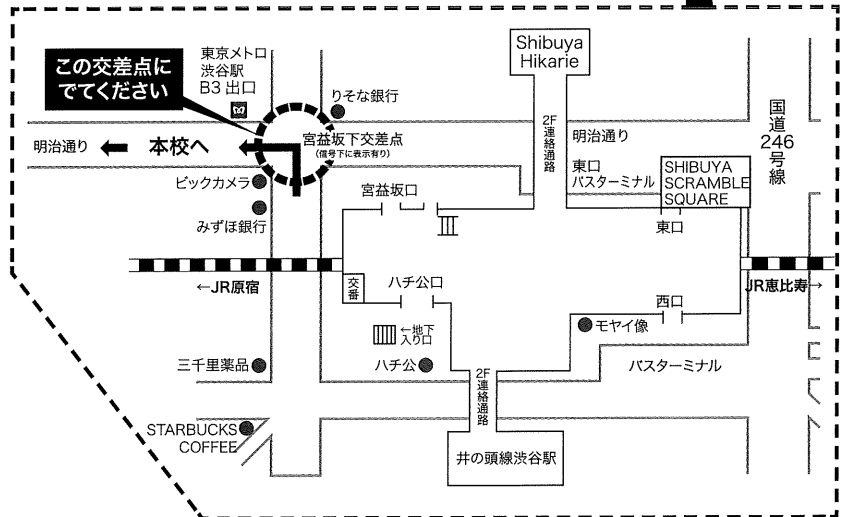 この交差点に
でてください
東京メトロ
渋谷駅
B3 出口
りそな銀行
Shibuya
Hikarie
明治通り
本校へ
宮益坂下交差点
(信号下に表示有り)
2F連絡通路
明治通り
国道246号線
東口
バスターミナル
SHIBUYA
SCRAMBLE
SQUARE
ビックカメラ
宮益坂口
みずほ銀行
東口
←JR原宿
交番
ハチ公口
西口
JR恵比寿→
←地下
入り口
モヤイ像
三千里薬品
ハチ公
2F連絡通路
バスターミナル
STARBUCKS
COFFEE
井の頭線渋谷駅